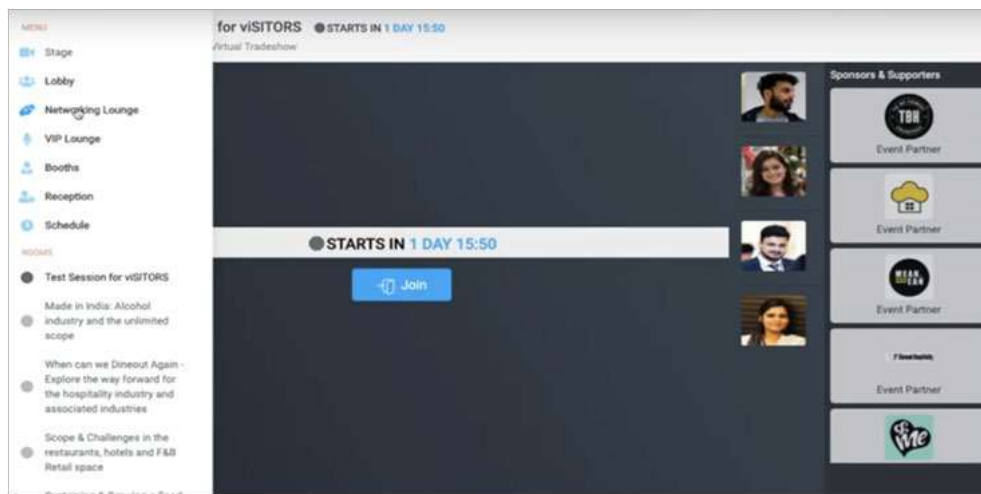 MENU
Stage
Lobby
Networking Lounge
VIP Lounge
Booths
Reception
Schedule
ROOMS
Test Session for viSITORS
Made in India: Alcohol
industry and the unlimited
scope
When can we Dineout Again -
Explore the way forward for
the hospitality industry and
associated industries
Scope & Challenges in the
restaurants, hotels and F&B
Retail space
for viSITORS STARTS IN 1 DAY 15:50
Virtual Tradeshow
STARTS IN 1 DAY 15:50
Join
Sponsors & Supporters
TBH
Event Partner
Event Partner
Event Partner
Event Partner
me